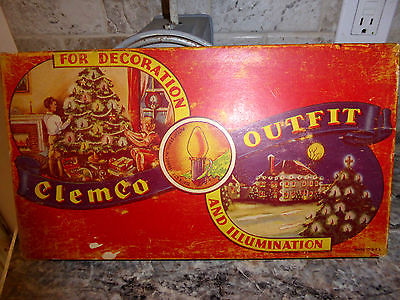 FOR DECORATION
Clemco
OUTFIT
AND ILLUMINATION